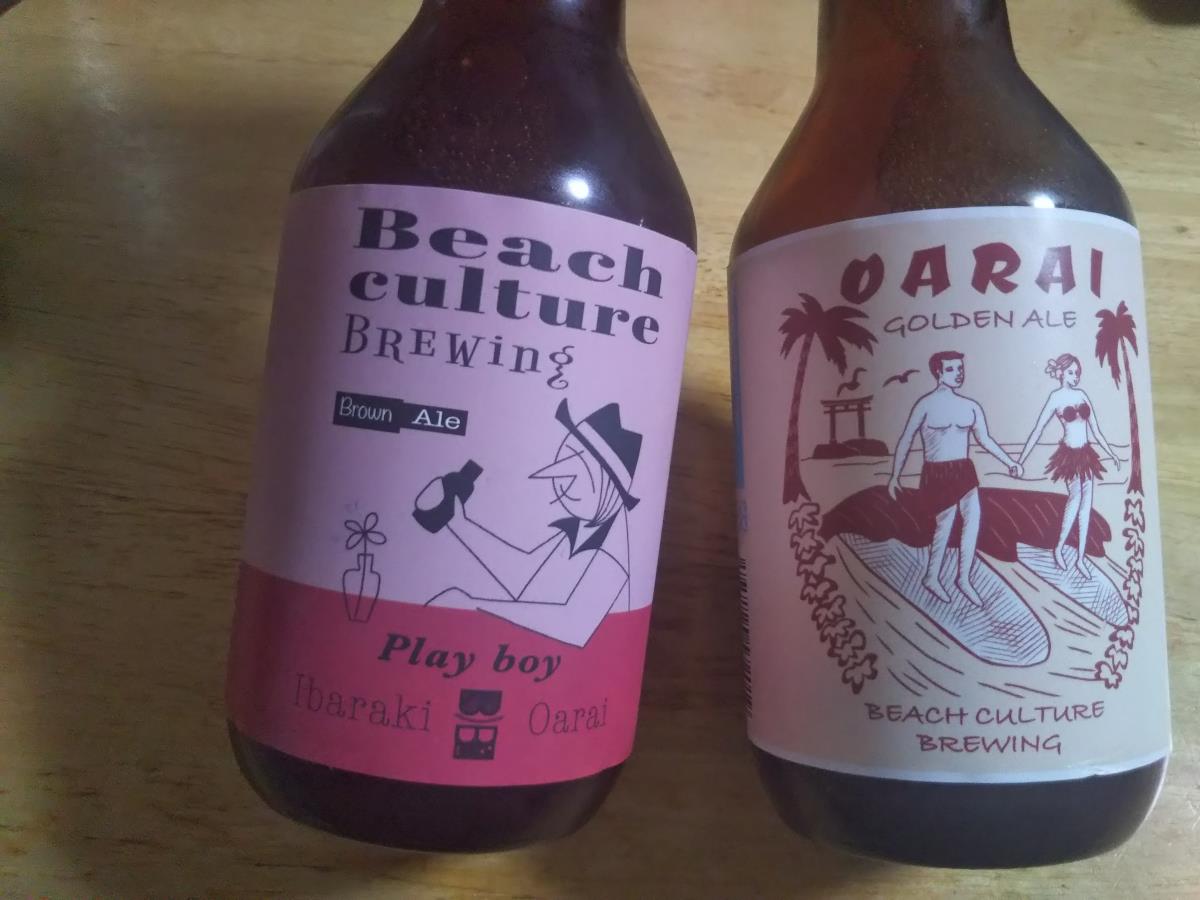 Beach
culture
BREWing
Brown Ale
Play boy
Ibaraki Oarai
OARAI
GOLDEN ALE
BEACH CULTURE
BREWING